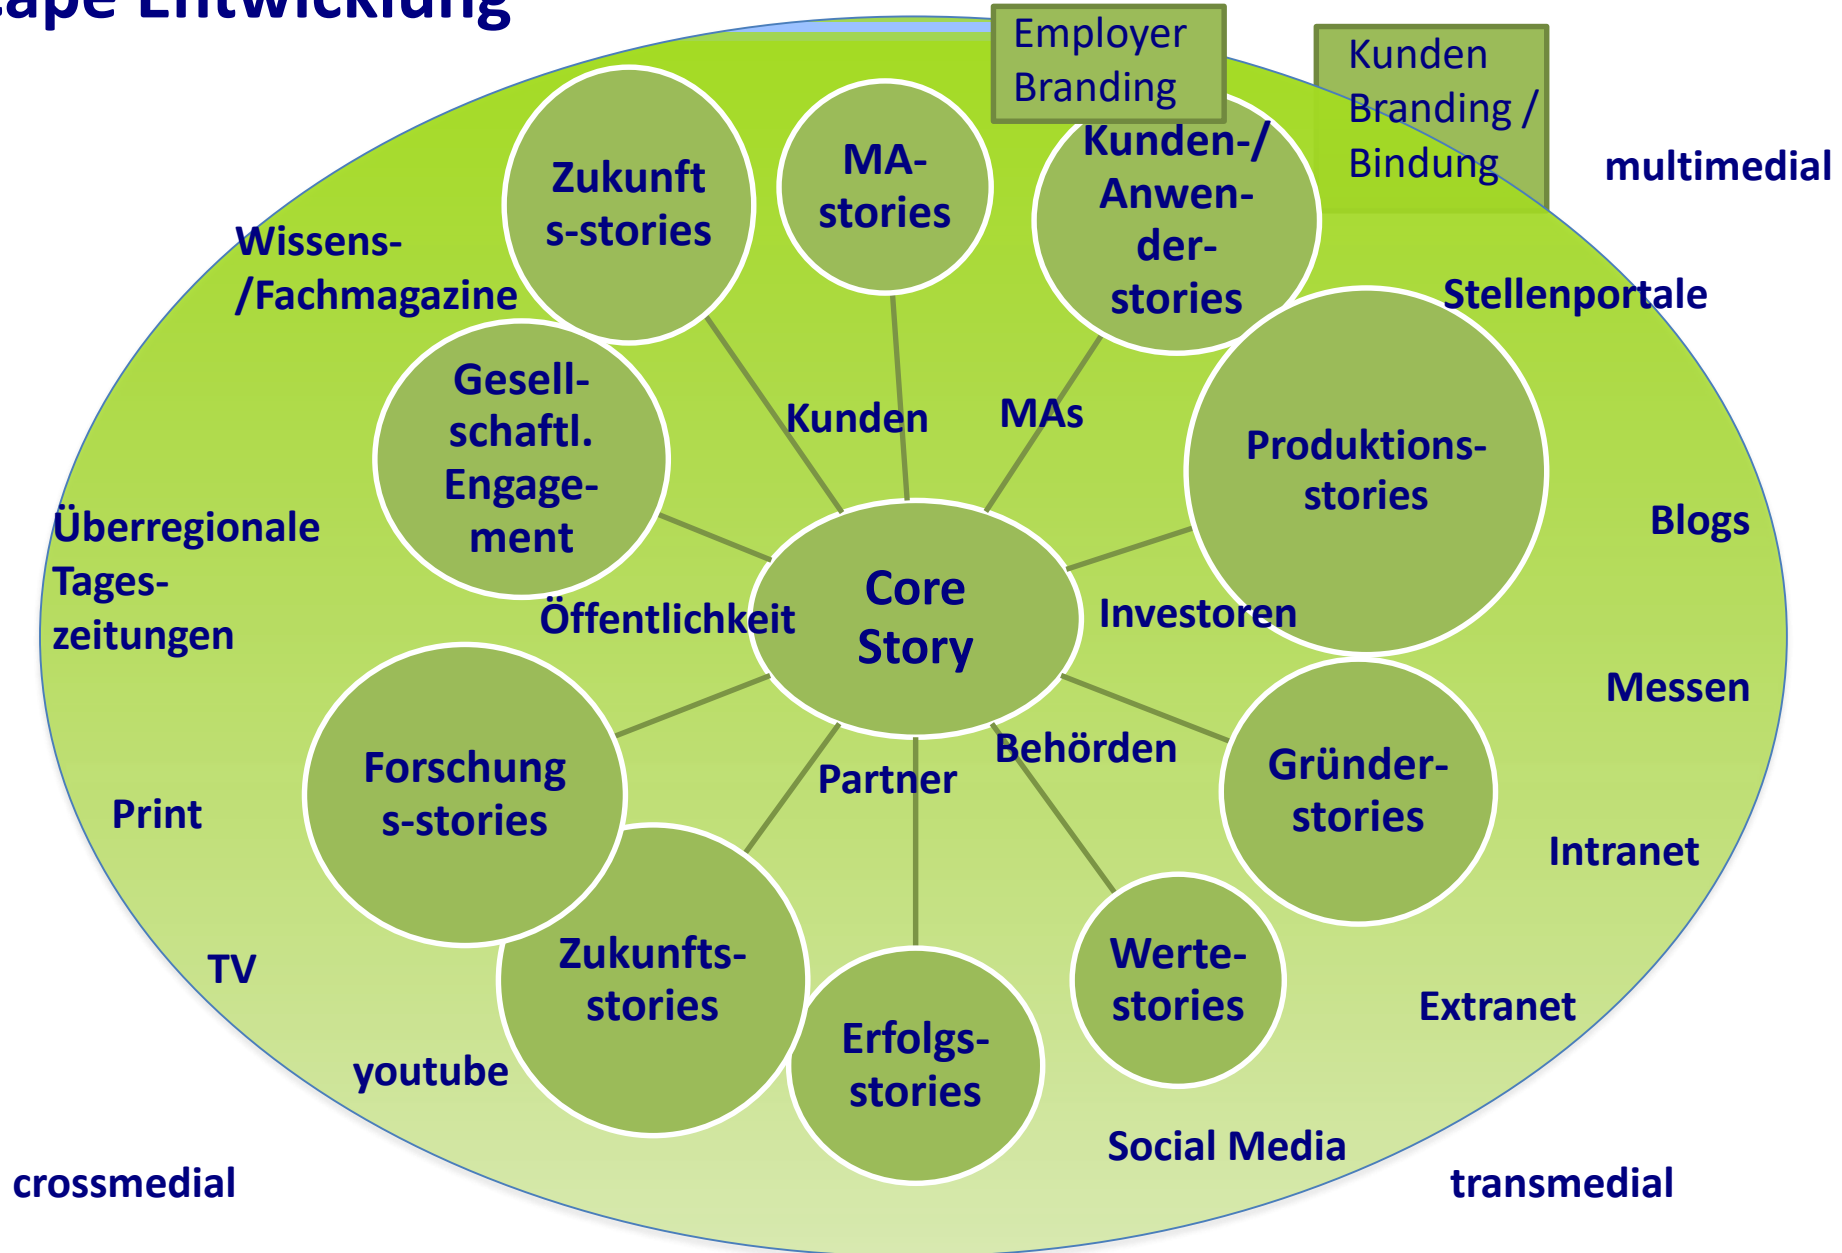 Entwicklung
Employer
Branding
Kunden
Branding /
Bindung
multimedial
Zukunft
s-stories
MA-
stories
Kunden-/
Anwen-
der-
stories
Wissens-
/Fachmagazine
Stellenportale
Gesell-
schaftl.
Engage-
ment
Kunden
MAs
Produktions-
stories
Überregionale
Tages-
zeitungen
Blogs
Core
Story
Öffentlichkeit
Investoren
Messen
Forschung
s-stories
Partner
Behörden
Gründer-
stories
Print
Intranet
TV
Zukunfts-
stories
Erfolgs-
stories
Werte-
stories
Extranet
youtube
Social Media
crossmedial
transmedial